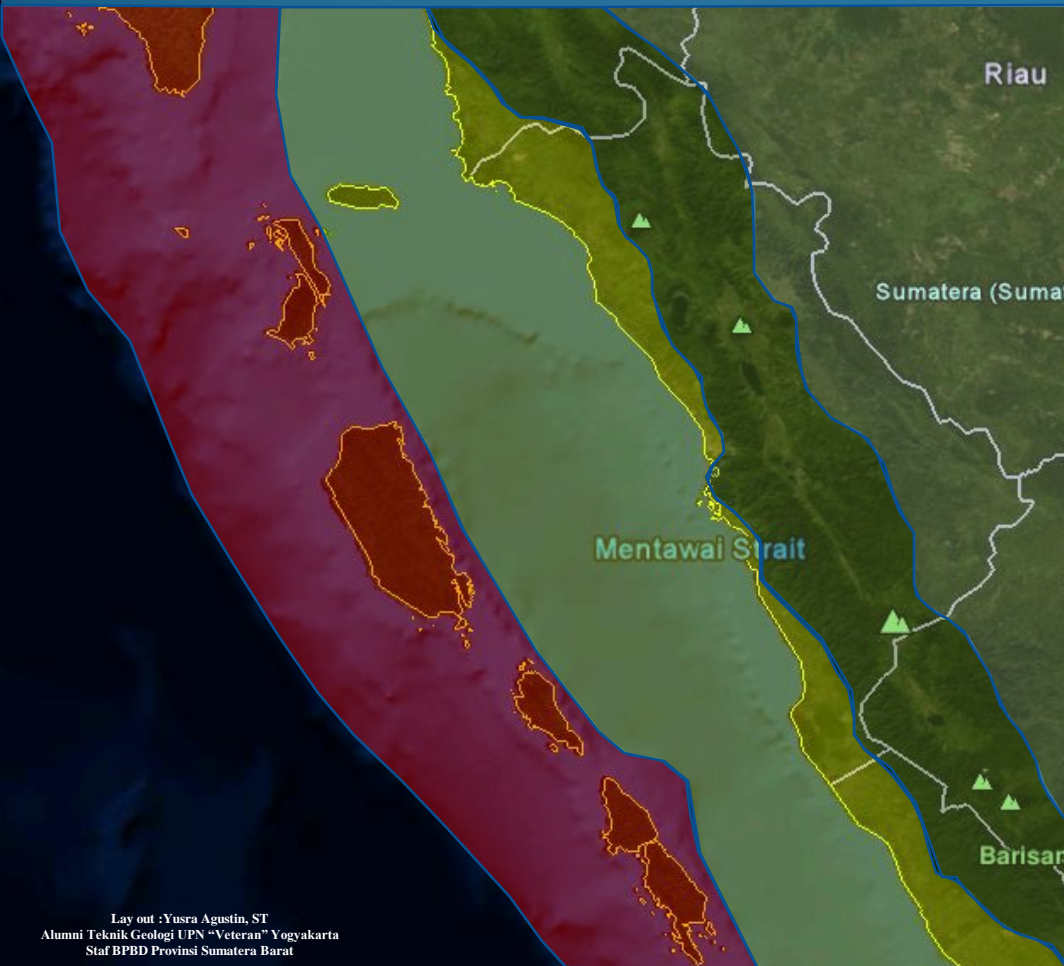 Riau
Sumatera (Sumat
Mentawai Strait
Barisan
Lay out :Yusra Agustin, ST
Alumni Teknik Geologi UPN “Veteran” Yogyakarta
Staf BPBD Provinsi Sumatera Barat